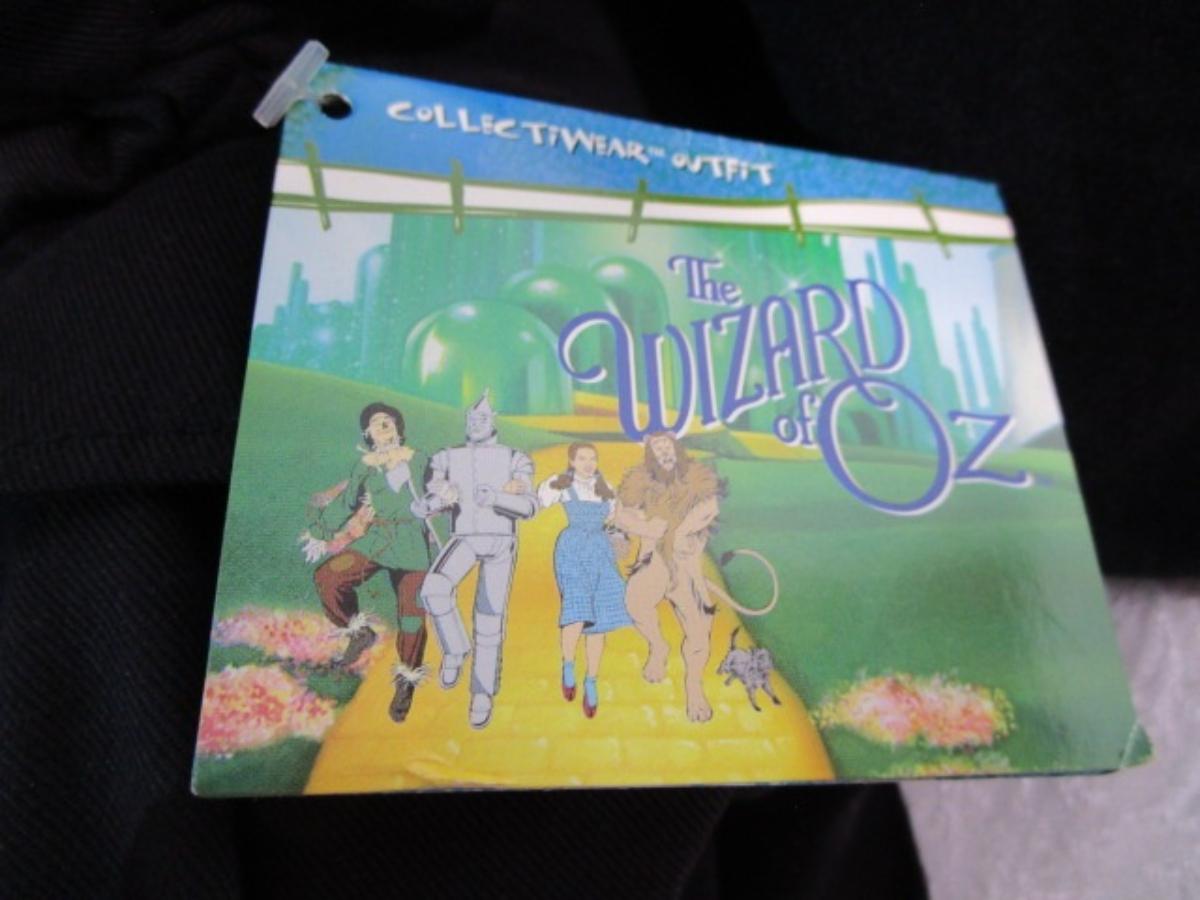 COLLECTiWEAR™ OUTFiT
The
WIZARD
of OZ